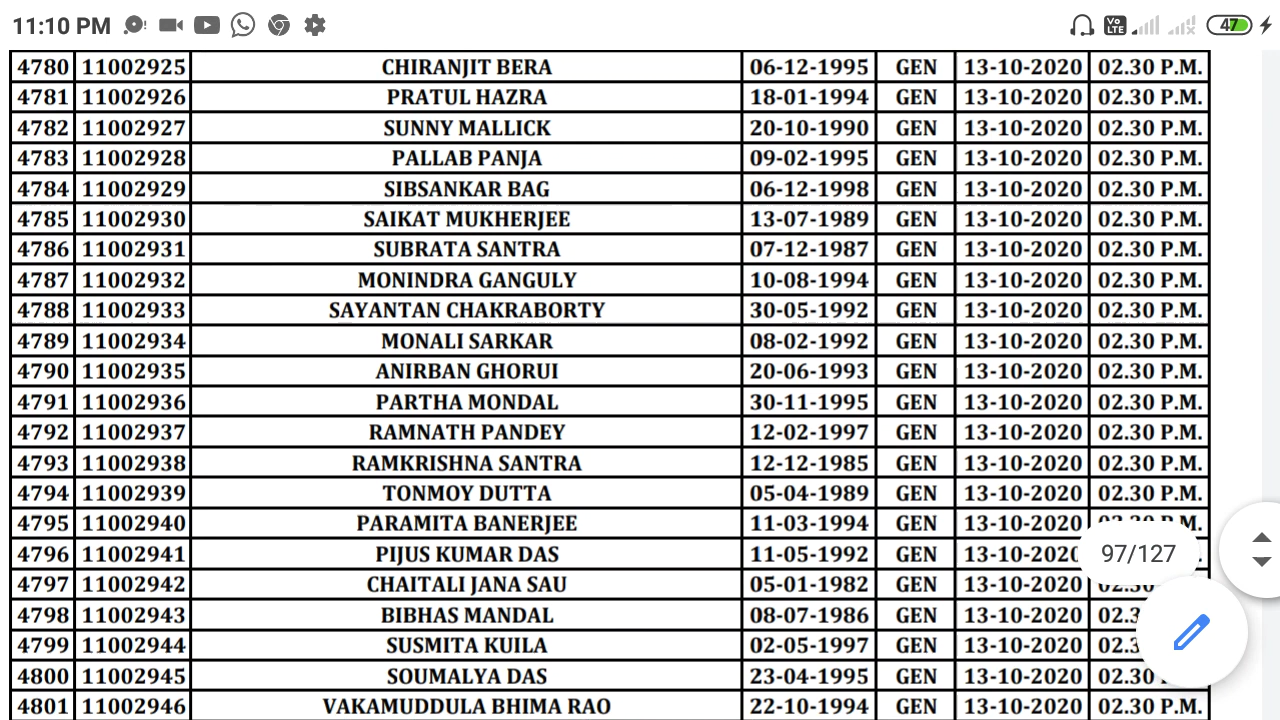 11:10 PM Vo LTE 47
4780 11002925 CHIRANJIT BERA 06-12-1995 GEN 13-10-2020 02.30 P.M.
4781 11002926 PRATUL HAZRA 18-01-1994 GEN 13-10-2020 02.30 P.M.
4782 11002927 SUNNY MALLICK 20-10-1990 GEN 13-10-2020 02.30 P.M.
4783 11002928 PALLAB PANJA 09-02-1995 GEN 13-10-2020 02.30 P.M.
4784 11002929 SIBSANKAR BAG 06-12-1998 GEN 13-10-2020 02.30 P.M.
4785 11002930 SAIKAT MUKHERJEE 13-07-1989 GEN 13-10-2020 02.30 P.M.
4786 11002931 SUBRATA SANTRA 07-12-1987 GEN 13-10-2020 02.30 P.M.
4787 11002932 MONINDRA GANGULY 10-08-1994 GEN 13-10-2020 02.30 P.M.
4788 11002933 SAYANTAN CHAKRABORTY 30-05-1992 GEN 13-10-2020 02.30 P.M.
4789 11002934 MONALI SARKAR 08-02-1992 GEN 13-10-2020 02.30 P.M.
4790 11002935 ANIRBAN GHORUI 20-06-1993 GEN 13-10-2020 02.30 P.M.
4791 11002936 PARTHA MONDAL 30-11-1995 GEN 13-10-2020 02.30 P.M.
4792 11002937 RAMNATH PANDEY 12-02-1997 GEN 13-10-2020 02.30 P.M.
4793 11002938 RAMKRISHNA SANTRA 12-12-1985 GEN 13-10-2020 02.30 P.M.
4794 11002939 TONMOY DUTTA 05-04-1989 GEN 13-10-2020 02.30 P.M.
4795 11002940 PARAMITA BANERJEE 11-03-1994 GEN 13-10-2020
4796 11002941 PIJUS KUMAR DAS 11-05-1992 GEN 13-10-2020 97/127
4797 11002942 CHAITALI JANA SAU 05-01-1982 GEN 13-10-2020
4798 11002943 BIBHAS MANDAL 08-07-1986 GEN 13-10-2020
4799 11002944 SUSMITA KUILA 02-05-1997 GEN 13-10-2020
4800 11002945 SOUMALYA DAS 23-04-1995 GEN 13-10-2020 02.30
4801 11002946 VAKAMUDDULA BHIMA RAO 22-10-1994 GEN 13-10-2020 02.30 P.M.